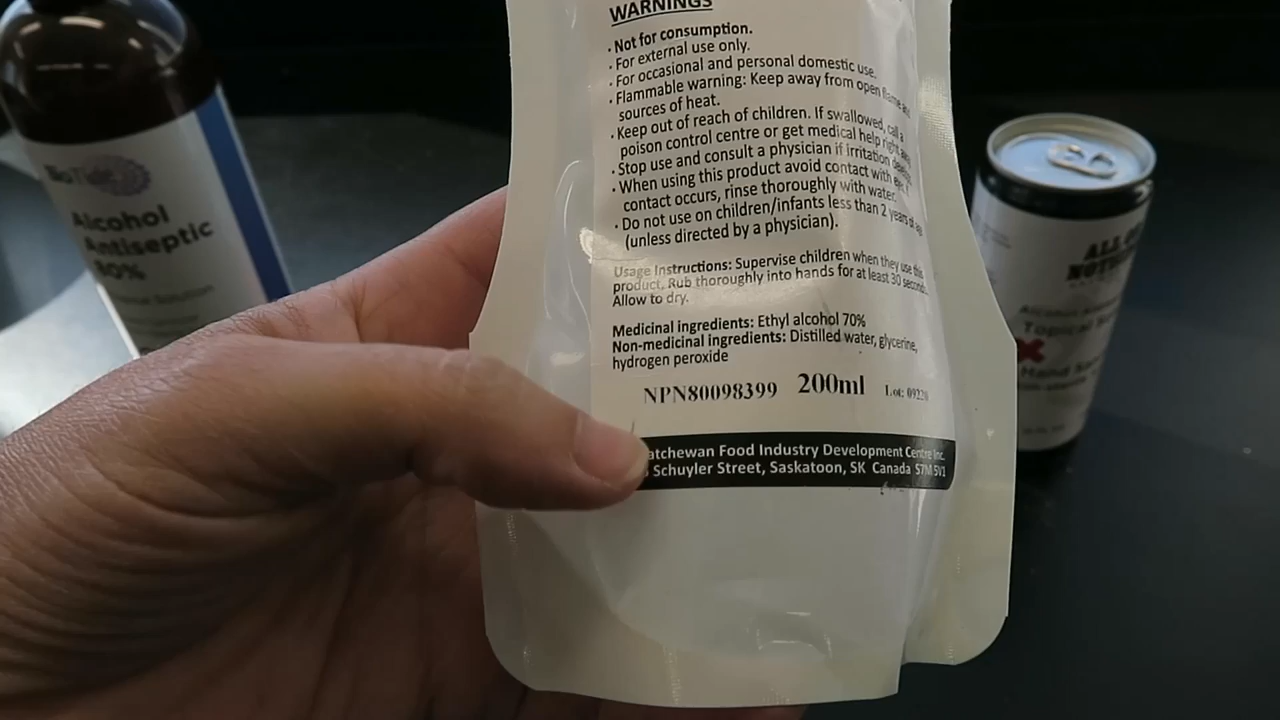 WARNINGS
· Not for consumption.
· For external use only.
· For occasional and personal domestic use.
· Flammable warning: Keep away from open flame and
sources of heat.
· Keep out of reach of children. If swallowed, call a
poison control centre or get medical help right away
· Stop use and consult a physician if irritation
· When using this product avoid contact with
contact occurs, rinse thoroughly with water.
· Do not use on children/infants less than 2 years of age
(unless directed by a physician).
Usage Instructions: Supervise children when they use this
product. Rub thoroughly into hands for at least 30 seconds.
Allow to dry.
Medicinal ingredients: Ethyl alcohol 70%
Non-medicinal ingredients: Distilled water, glycerine,
hydrogen peroxide
NPN80098399 200ml Lot:
atchewan Food Industry Development Centre Inc.
Schuyler Street, Saskatoon, SK Canada S7M 5V1
Alcohol
Antiseptic
80%
Solution
Hand